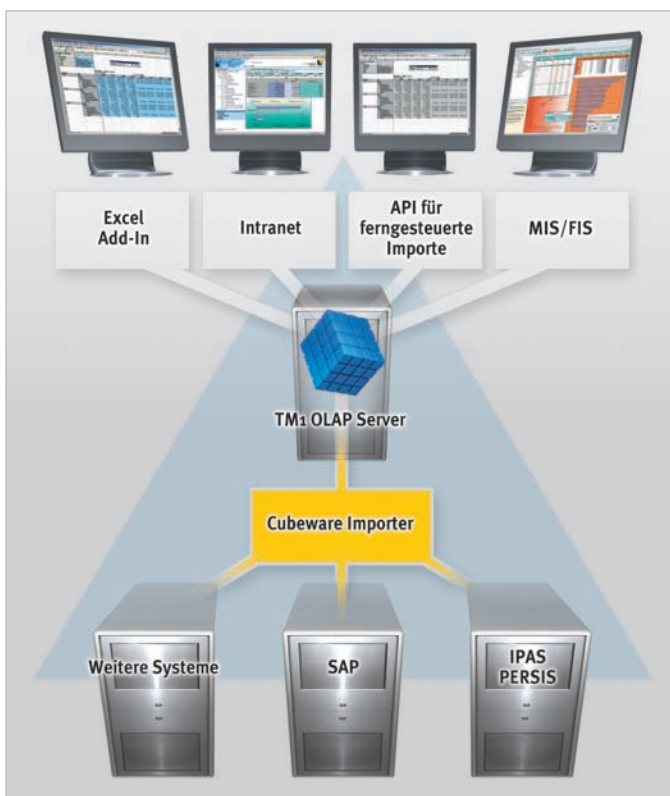 Excel
Add-In
Intranet
API für
ferngesteuerte
Importe
MIS/FIS
TM1 OLAP Server
Cubeware Importer
Weitere Systeme
SAP
IPAS
PERSIS